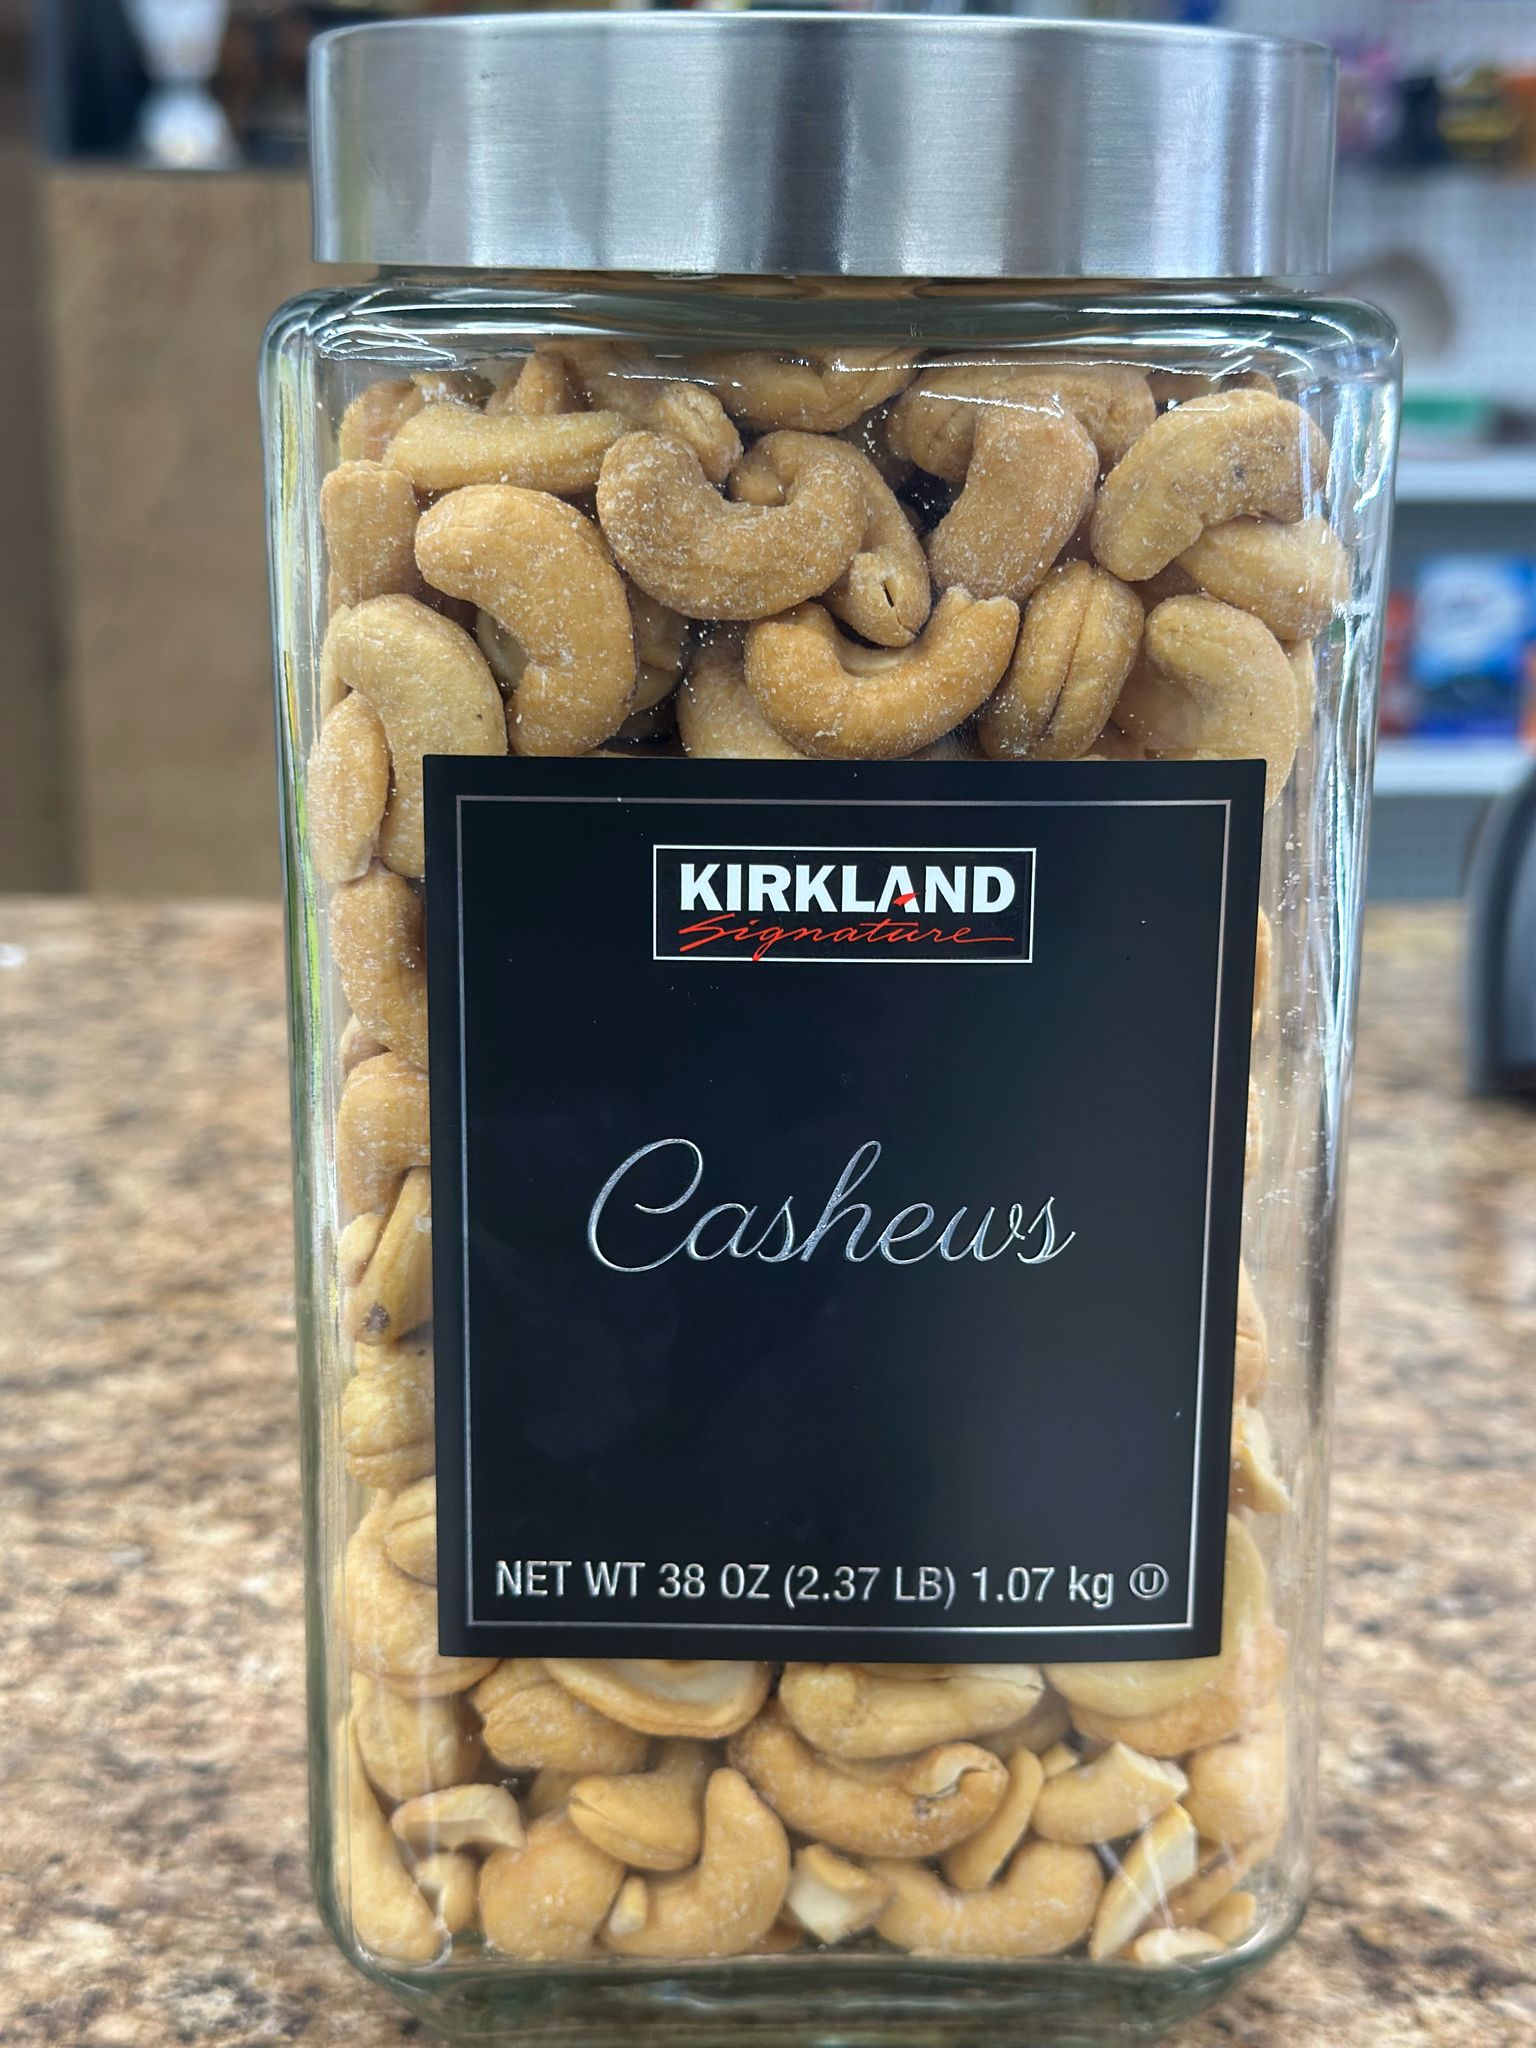 KIRKLAND
Signature
Cashews
NET WT 38 OZ (2.37 LB) 1.07 kg Ⓤ